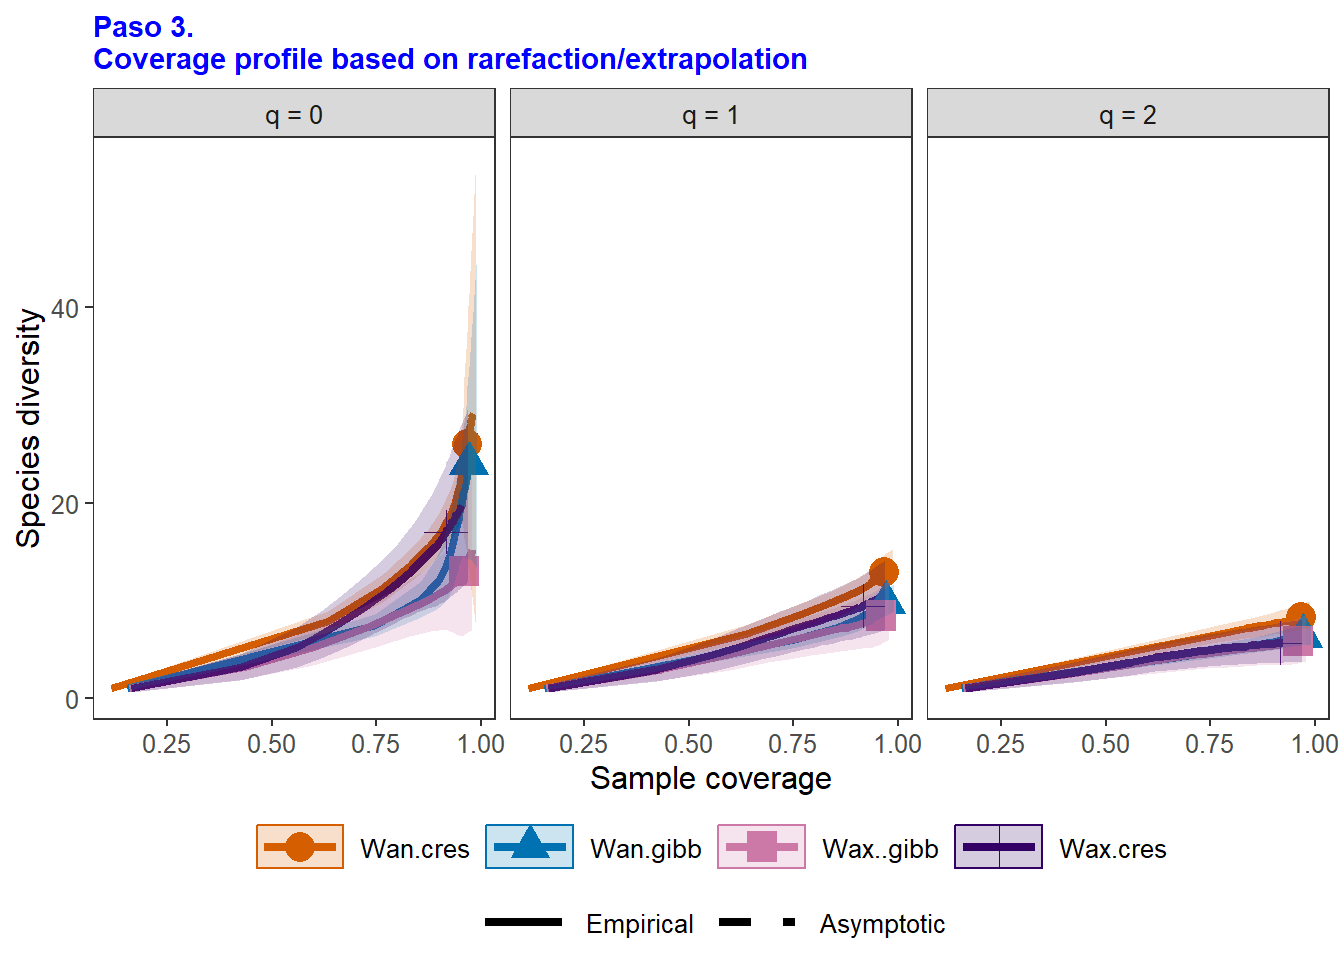 Paso 3.
Coverage profile based on rarefaction/extrapolation
q = 0
q = 1
q = 2
Species diversity
40
20
0
0.25 0.50 0.75 1.00
0.25 0.50 0.75 1.00
0.25 0.50 0.75 1.00
Sample coverage
Wan.cres Wan.gibb Wax..gibb Wax.cres
Empirical Asymptotic